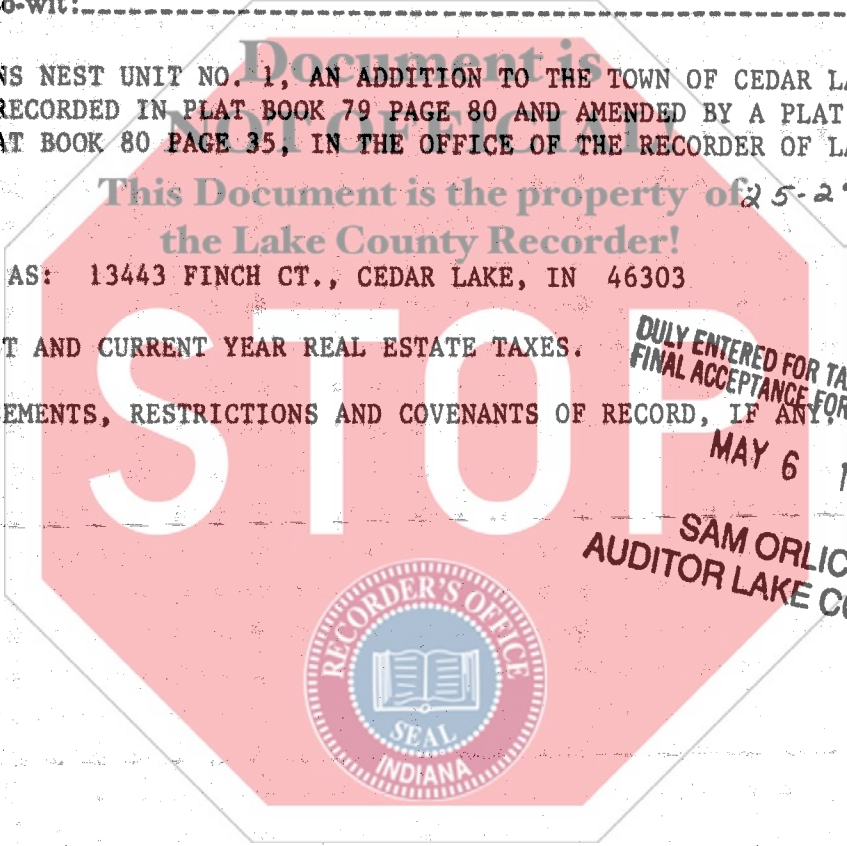 o-wit:
NS NEST UNIT NO. 1, AN ADDITION TO THE TOWN OF CEDAR LA
RECORDED IN PLAT BOOK 79 PAGE 80 AND AMENDED BY A PLAT
AT BOOK 80 PAGE 35, IN THE OFFICE OF THE RECORDER OF LA
Document is
NOT OFFICIAL!
This Document is the property of
the Lake County Recorder!
25-29
AS: 13443 FINCH CT., CEDAR LAKE, IN 46303
T AND CURRENT YEAR REAL ESTATE TAXES.
EMENTS, RESTRICTIONS AND COVENANTS OF RECORD, IF ANY.
DULY ENTERED FOR TA
FINAL ACCEPTANCE FOR
MAY 6 1
SAM ORLIC
AUDITOR LAKE CO
STOP
RECORDER'S OFFICE
SEAL
INDIANA